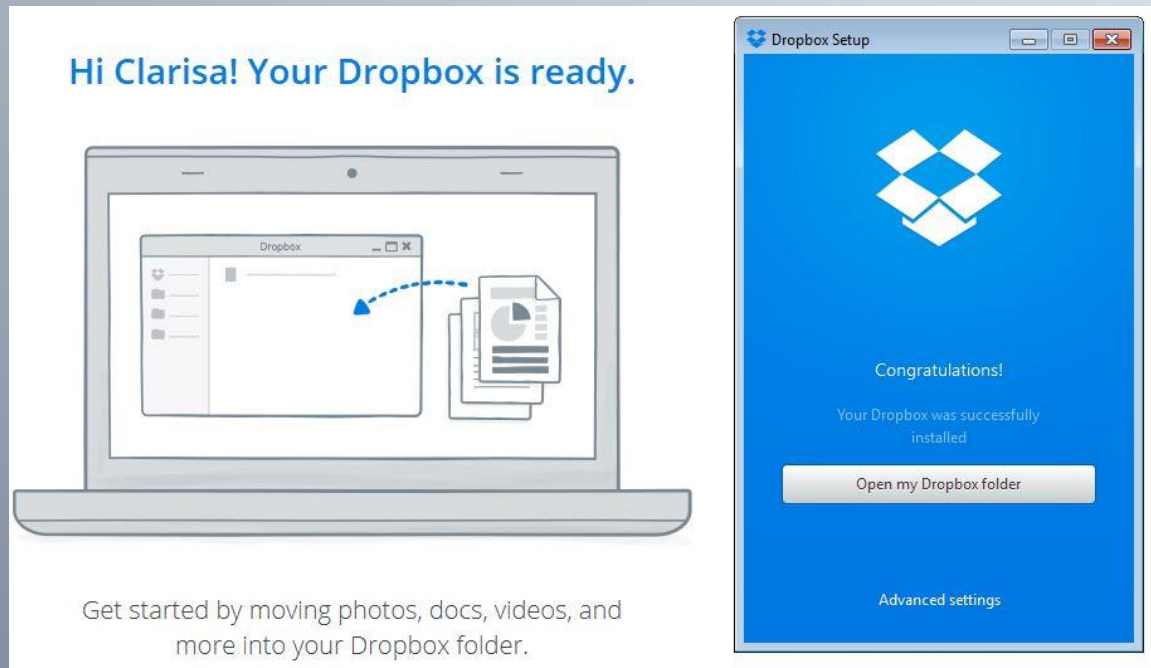 Hi Clarisa! Your Dropbox is ready.
Dropbox
Get started by moving photos, docs, videos, and
more into your Dropbox folder.
Dropbox Setup
Congratulations!
Your Dropbox was successfully
installed
Open my Dropbox folder
Advanced settings